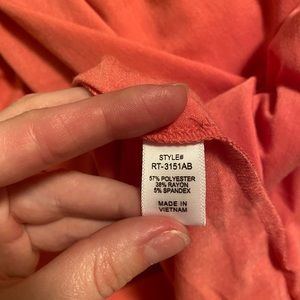 STYLE#
RT-3151AB
57% POLYESTER
38% RAYON
5% SPANDEX
MADE IN
VIETNAM